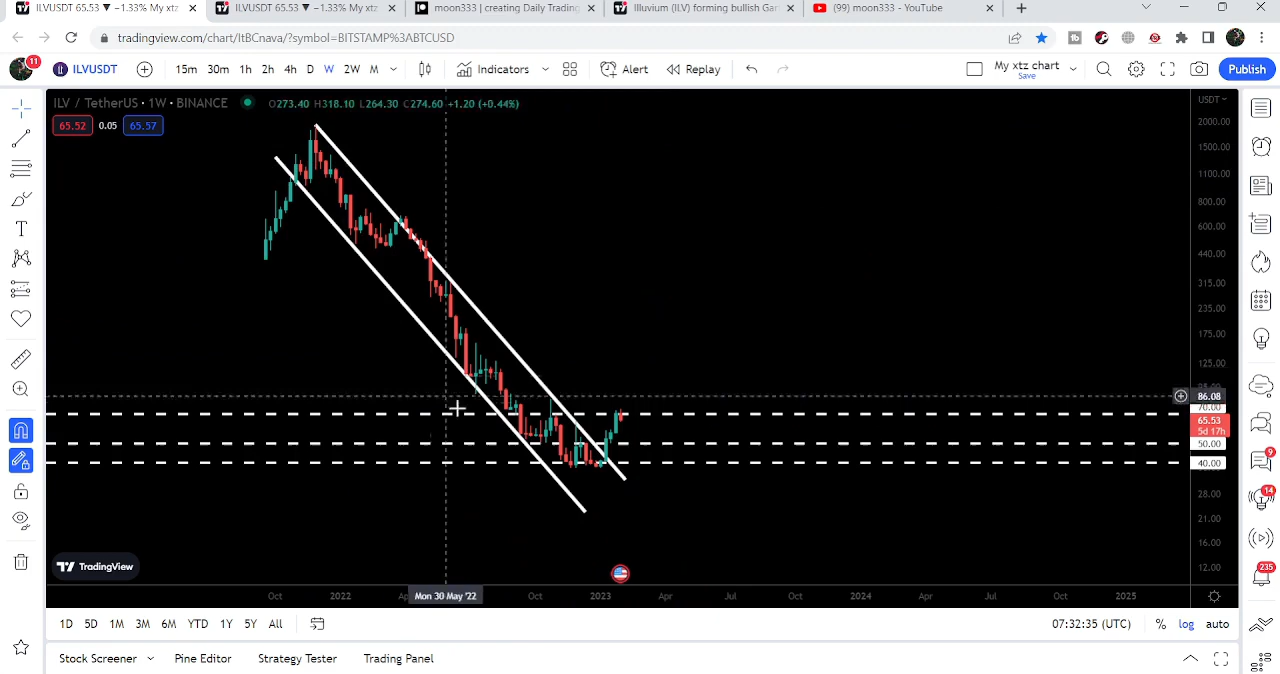 ILVUSDT 65.53 ▼ −1.33% My xtz
ILVUSDT 65.53 ▼ −1.33% My xtz
moon333 | creating Daily Trading
Illuvium (ILV) forming bullish Gar
(99) moon333 - YouTube
tradingview.com/chart/ItBCnava/?symbol=BITSTAMP%3ABTCUSD
11
ILVUSDT
15m 30m 1h 2h 4h D W 2W M
Indicators
Alert
Replay
My xtz chart
Save
Publish
ILV / TetherUS · 1W · BINANCE
O273.40 H318.10 L264.30 C274.60 +1.20 (+0.44%)
65.52 0.05 65.57
USDT
2000.00
1500.00
1100.00
800.00
600.00
440.00
315.00
235.00
175.00
125.00
86.08
70.00
65.53
5d 17h
50.00
40.00
28.00
21.00
16.00
12.00
9
14
235
TradingView
Oct 2022 Ap Mon 30 May '22 Oct 2023 Apr Jul Oct 2024 Apr Jul Oct 2025
1D 5D 1M 3M 6M YTD 1Y 5Y All
07:32:35 (UTC) % log auto
Stock Screener Pine Editor Strategy Tester Trading Panel